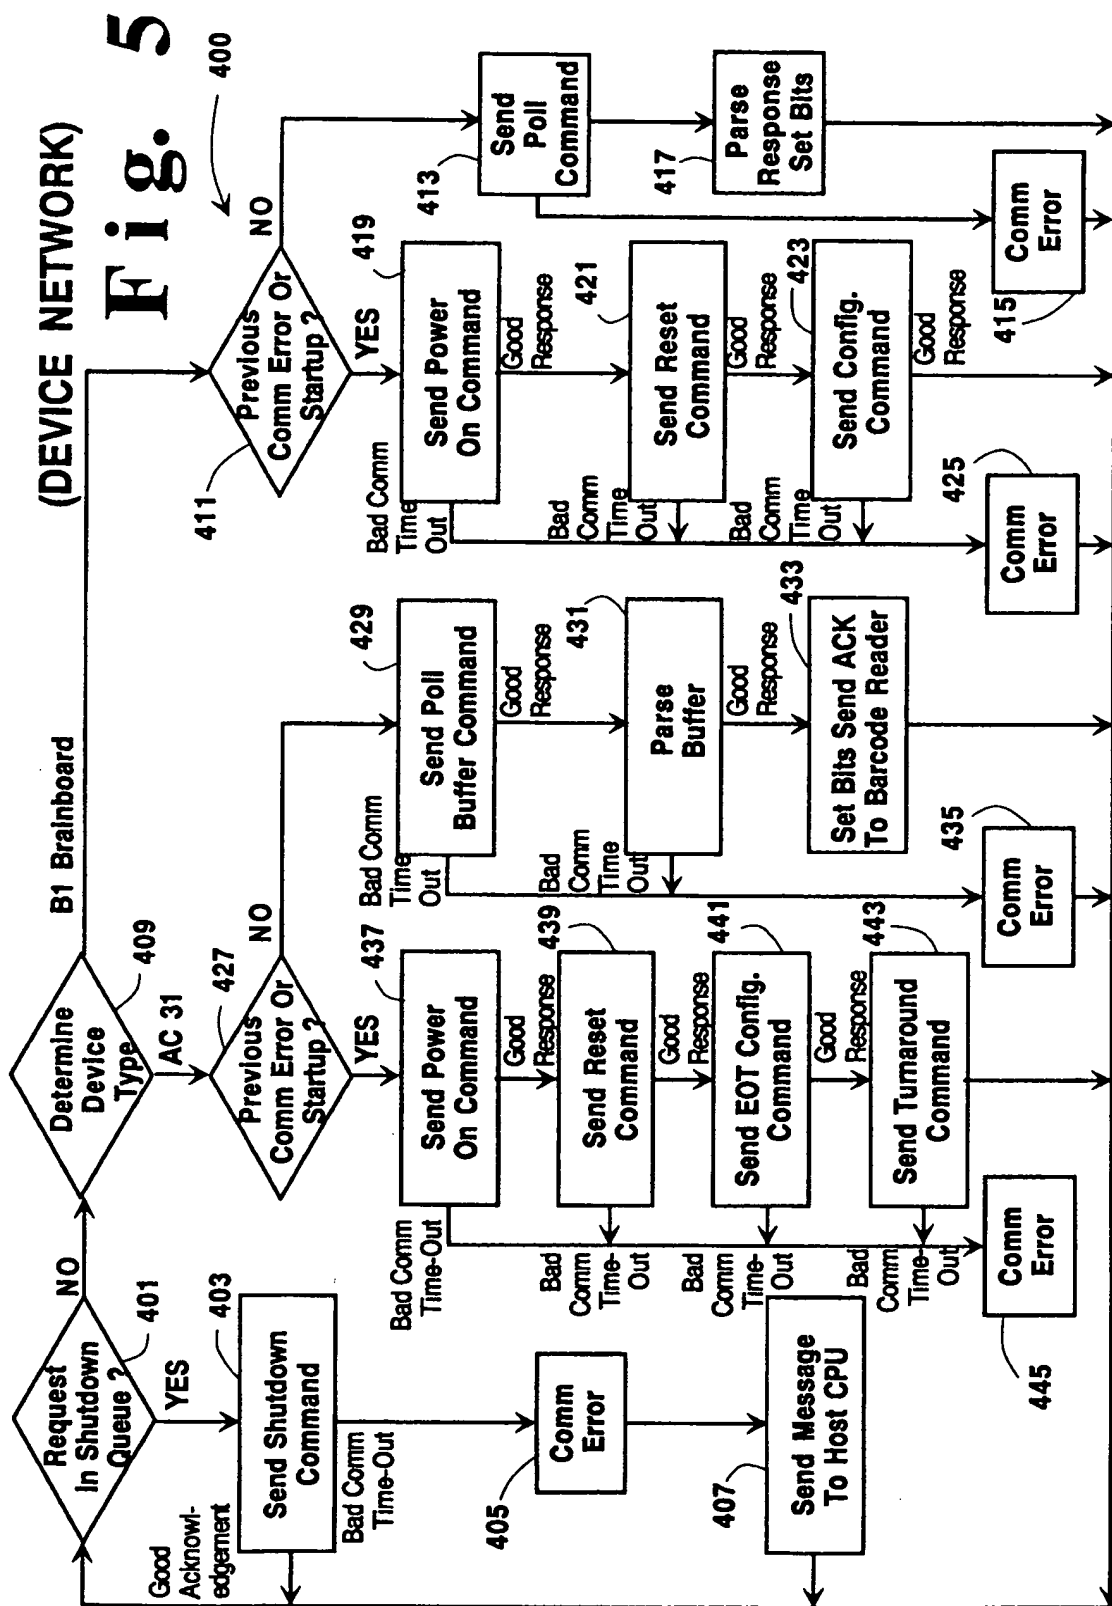 (DEVICE NETWORK)
Fig. 5
400
Request
In Shutdown
Queue ?
401
NO
YES
Good
Acknowl-
edgement
403
Send Shutdown
Command
Bad Comm
Time-Out
405
Comm
Error
407
Send Message
To Host CPU
Determine
Device
Type
409
B1 Brainboard
AC 31
427
Previous
Comm Error Or
Startup ?
NO
YES
437
Send Power
On Command
Bad Comm
Time-Out
Good
Response
439
Send Reset
Command
Bad
Comm
Time-
Out
Good
Response
441
Send EOT Config.
Command
Bad
Comm
Time-
Out
Good
Response
443
Send Turnaround
Command
Bad
Comm
Time-
Out
Comm
Error
445
429
Send Poll
Buffer Command
Bad Comm
Time
Out
Good
Response
431
Parse
Buffer
Bad
Comm
Time
Out
Good
Response
433
Set Bits Send ACK
To Barcode Reader
435
Comm
Error
411
Previous
Comm Error Or
Startup ?
NO
YES
419
Send Power
On Command
Bad Comm
Time
Out
Good
Response
421
Send Reset
Command
Bad
Comm
Time
Out
Good
Response
423
Send Config.
Command
Bad
Comm
Time
Out
Good
Response
425
Comm
Error
413
Send
Poll
Command
417
Parse
Response
Set Bits
Comm
Error
415